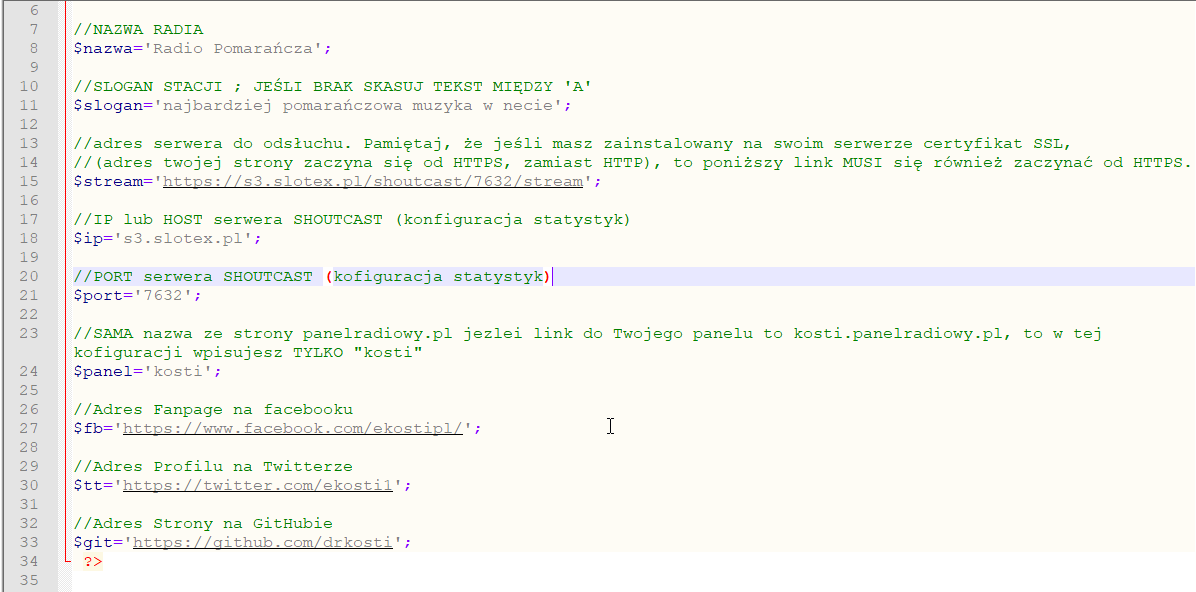 6
7 //NAZWA RADIA
8 $nazwa='Radio Pomarańcza';
9
10 //SLOGAN STACJI ; JEŚLI BRAK SKASUJ TEKST MIĘDZY 'A'
11 $slogan='najbardziej pomarańczowa muzyka w necie';
12
13 //adres serwera do odsłuchu. Pamiętaj, że jeśli masz zainstalowany na swoim serwerze certyfikat SSL,
14 //(adres twojej strony zaczyna się od HTTPS, zamiast HTTP), to poniższy link MUSI się również zaczynać od HTTPS.
15 $stream='https://s3.slotex.pl/shoutcast/7632/stream';
16
17 //IP lub HOST serwera SHOUTCAST (konfiguracja statystyk)
18 $ip='s3.slotex.pl';
19
20 //PORT serwera SHOUTCAST (kofiguracja statystyk)
21 $port='7632';
22
23 //SAMA nazwa ze strony panelradiowy.pl jezlei link do Twojego panelu to kosti.panelradiowy.pl, to w tej
kofiguracji wpisujesz TYLKO "kosti"
24 $panel='kosti';
25
26 //Adres Fanpage na facebooku
27 $fb='https://www.facebook.com/ekostipl/';
28
29 //Adres Profilu na Twitterze
30 $tt='https://twitter.com/ekosti1';
31
32 //Adres Strony na GitHubie
33 $git='https://github.com/drkosti';
34 ?>
35